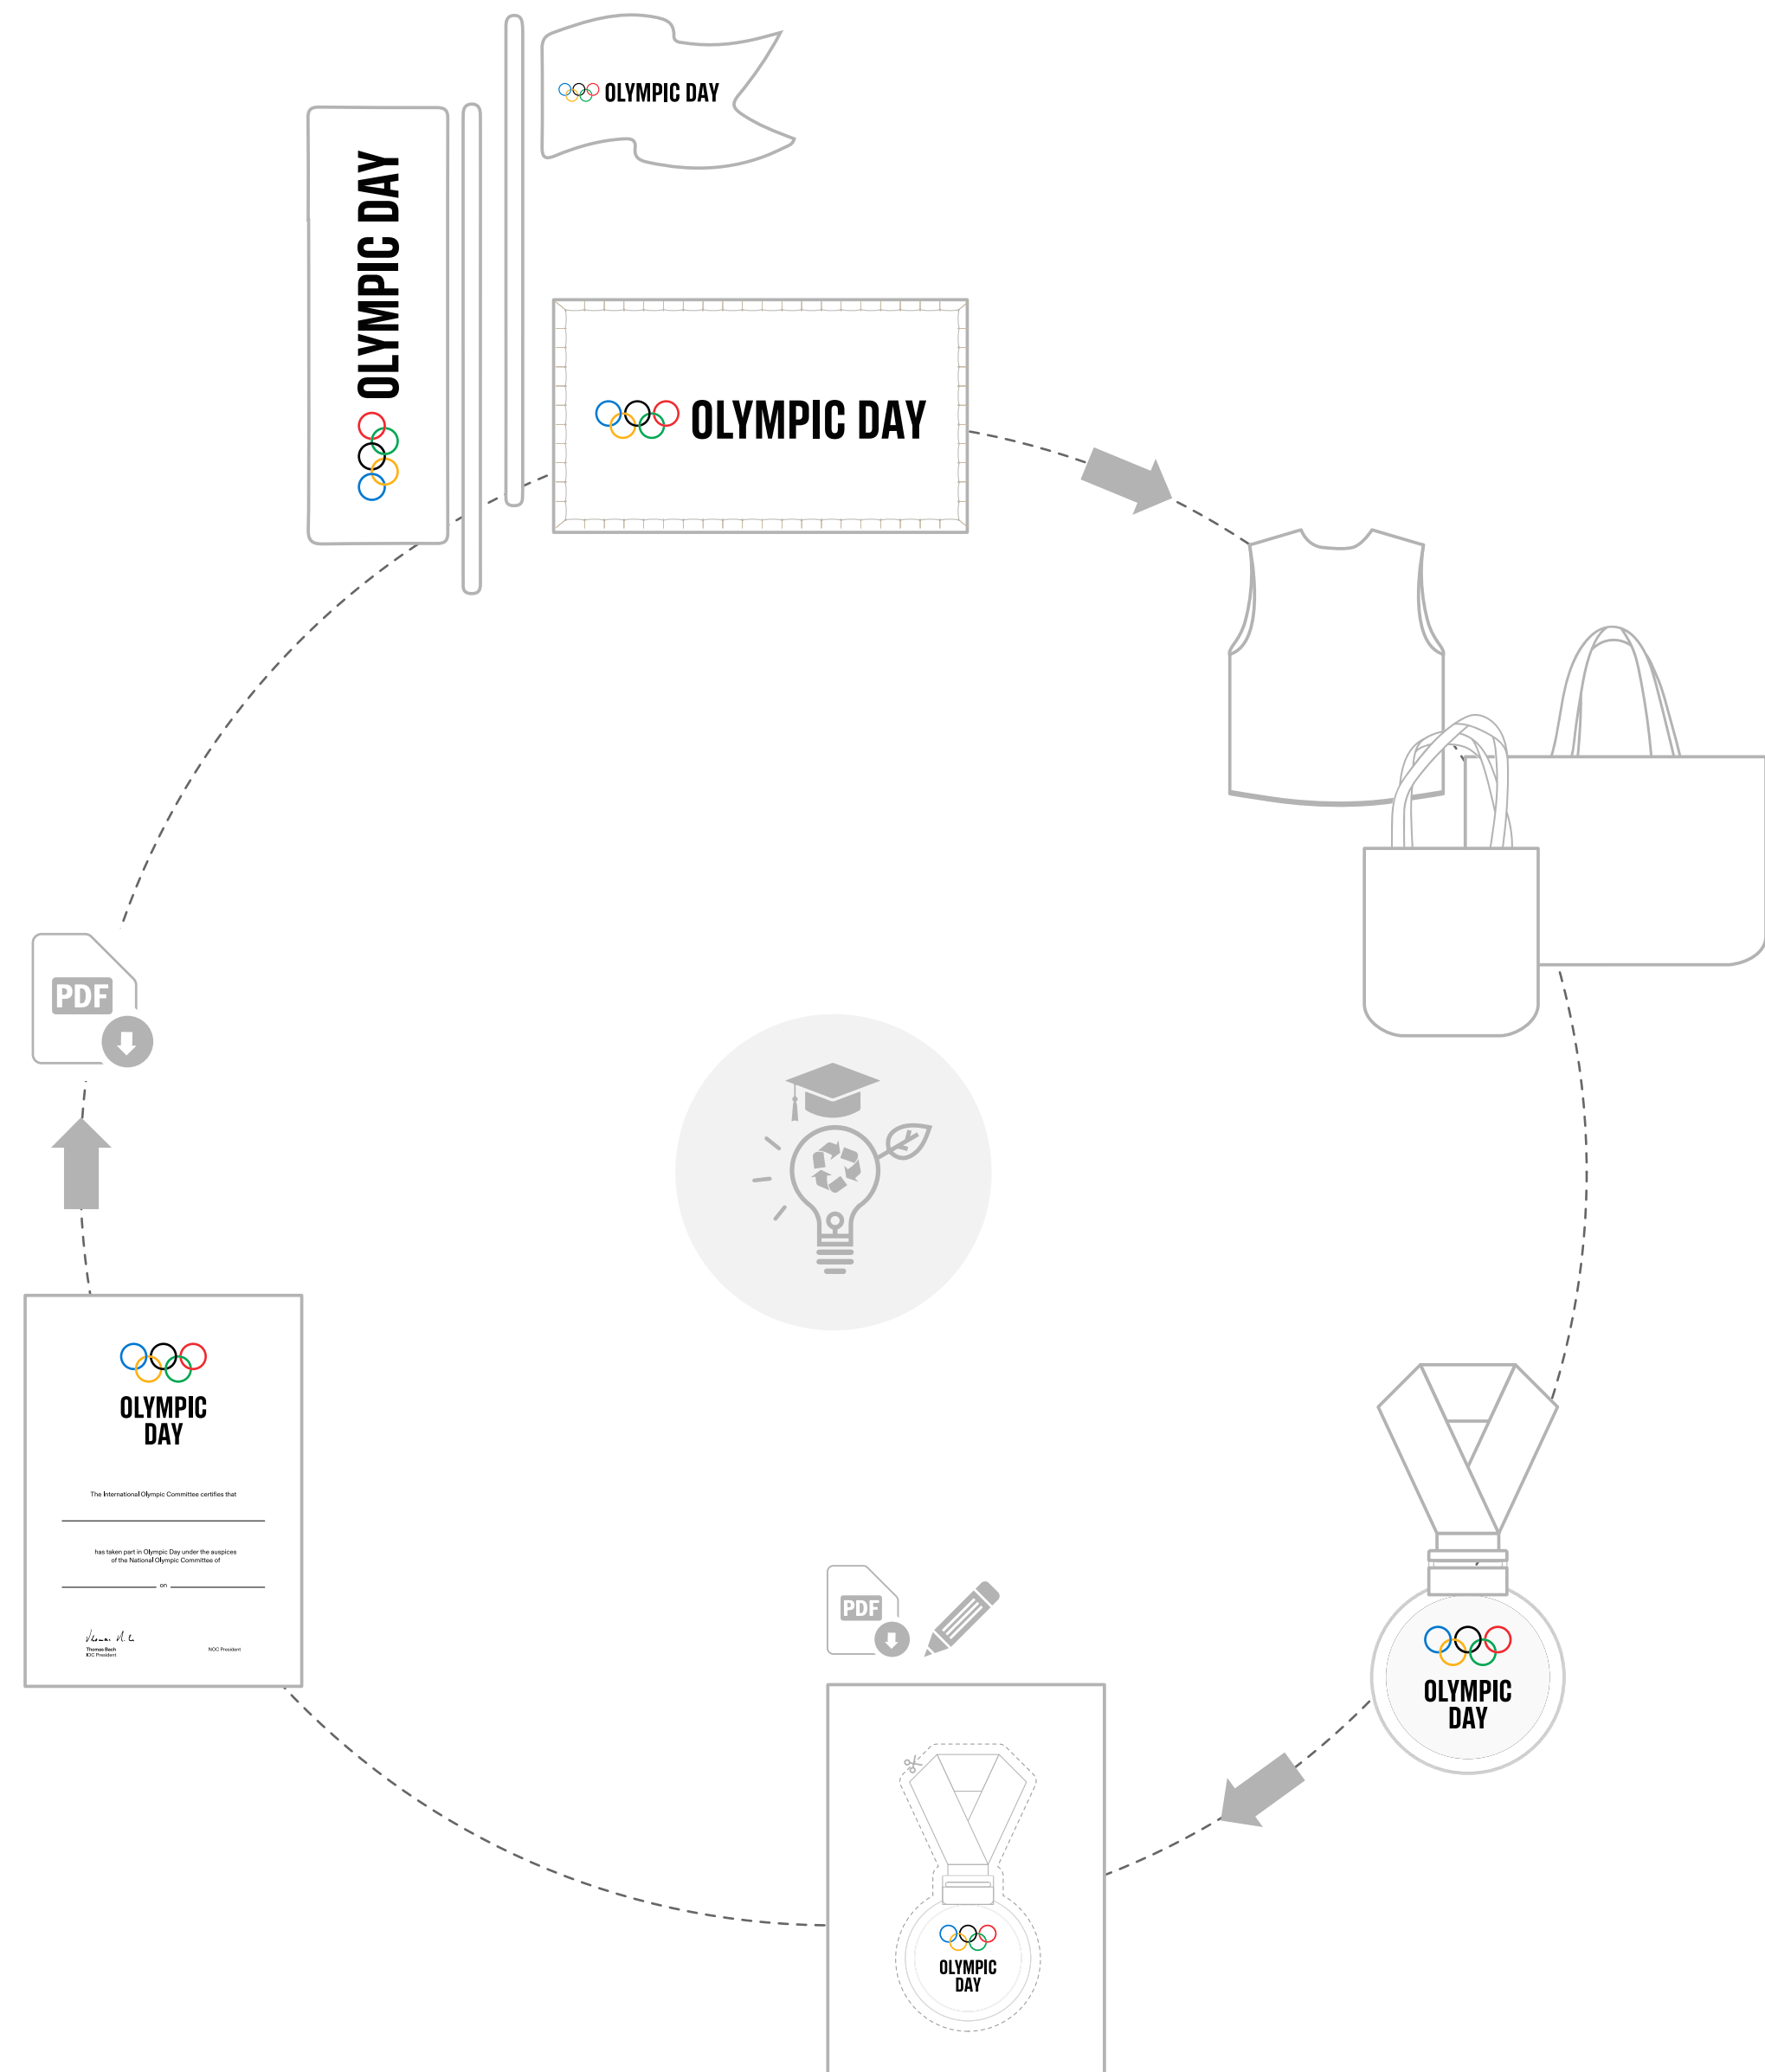 OLYMPIC DAY
OLYMPIC DAY
OLYMPIC DAY
PDF
OLYMPIC
DAY
The International Olympic Committee certifies that
has taken part in Olympic Day under the auspices
of the National Olympic Committee of
on
Thomas Bach
IOC President
NOC President
PDF
OLYMPIC
DAY
OLYMPIC
DAY